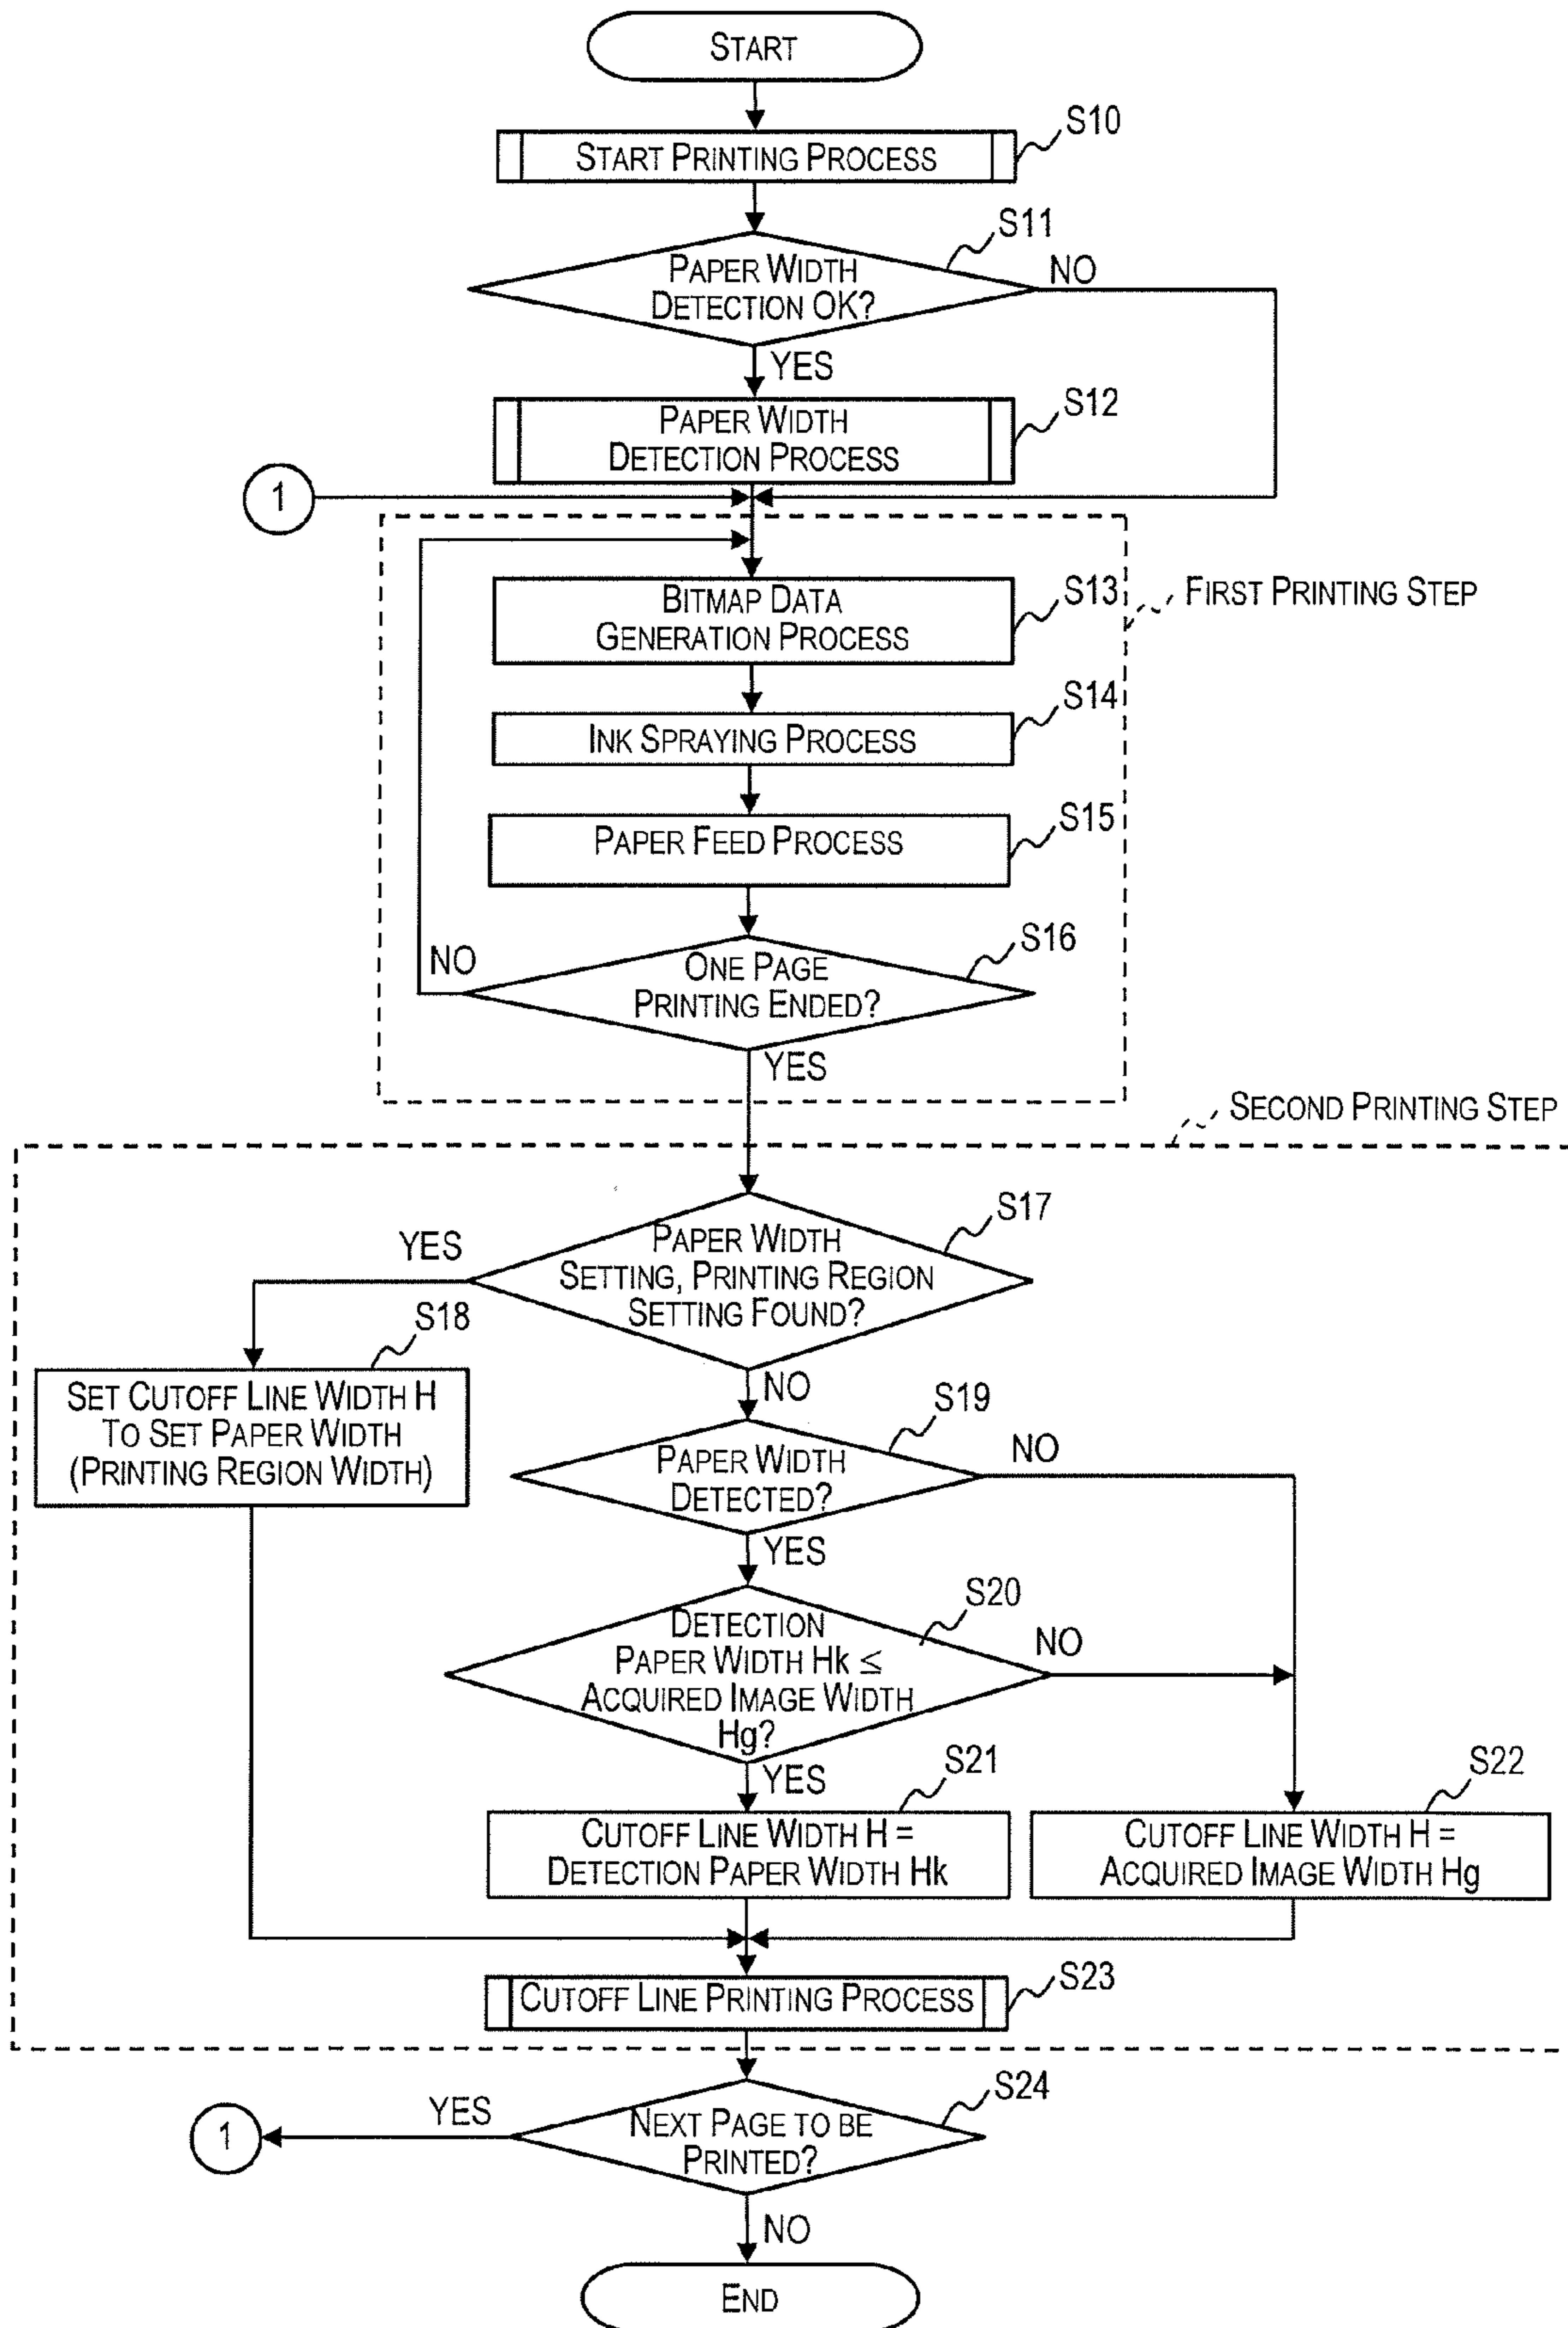 START
S10
START PRINTING PROCESS
S11
PAPER WIDTH
DETECTION OK?
NO
YES
S12
PAPER WIDTH
DETECTION PROCESS
1
S13
FIRST PRINTING STEP
BITMAP DATA
GENERATION PROCESS
S14
INK SPRAYING PROCESS
S15
PAPER FEED PROCESS
S16
NO
ONE PAGE
PRINTING ENDED?
YES
SECOND PRINTING STEP
S17
YES
PAPER WIDTH
SETTING, PRINTING REGION
SETTING FOUND?
S18
SET CUTOFF LINE WIDTH H
TO SET PAPER WIDTH
(PRINTING REGION WIDTH)
NO
S19
PAPER WIDTH
DETECTED?
NO
YES
S20
DETECTION
PAPER WIDTH Hk ≤
ACQUIRED IMAGE WIDTH
Hg?
NO
YES
S21
CUTOFF LINE WIDTH H =
DETECTION PAPER WIDTH Hk
S22
CUTOFF LINE WIDTH H =
ACQUIRED IMAGE WIDTH Hg
S23
CUTOFF LINE PRINTING PROCESS
S24
YES
1
NEXT PAGE TO BE
PRINTED?
NO
END